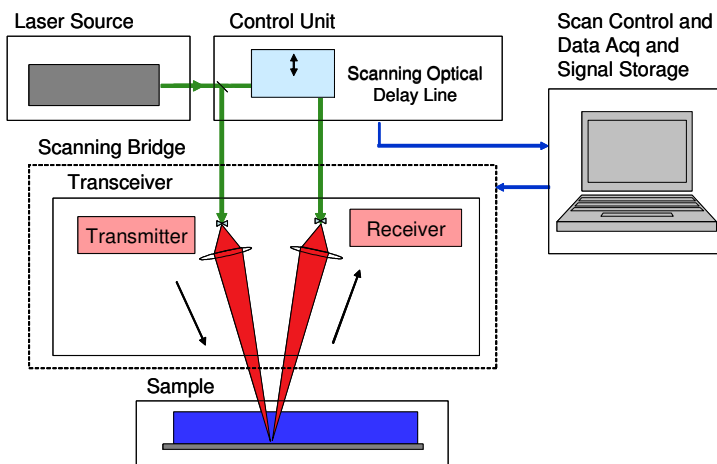 Laser Source
Control Unit
Scan Control and
Data Acq and
Signal Storage
Scanning Optical
Delay Line
Scanning Bridge
Transceiver
Transmitter
Receiver
Sample